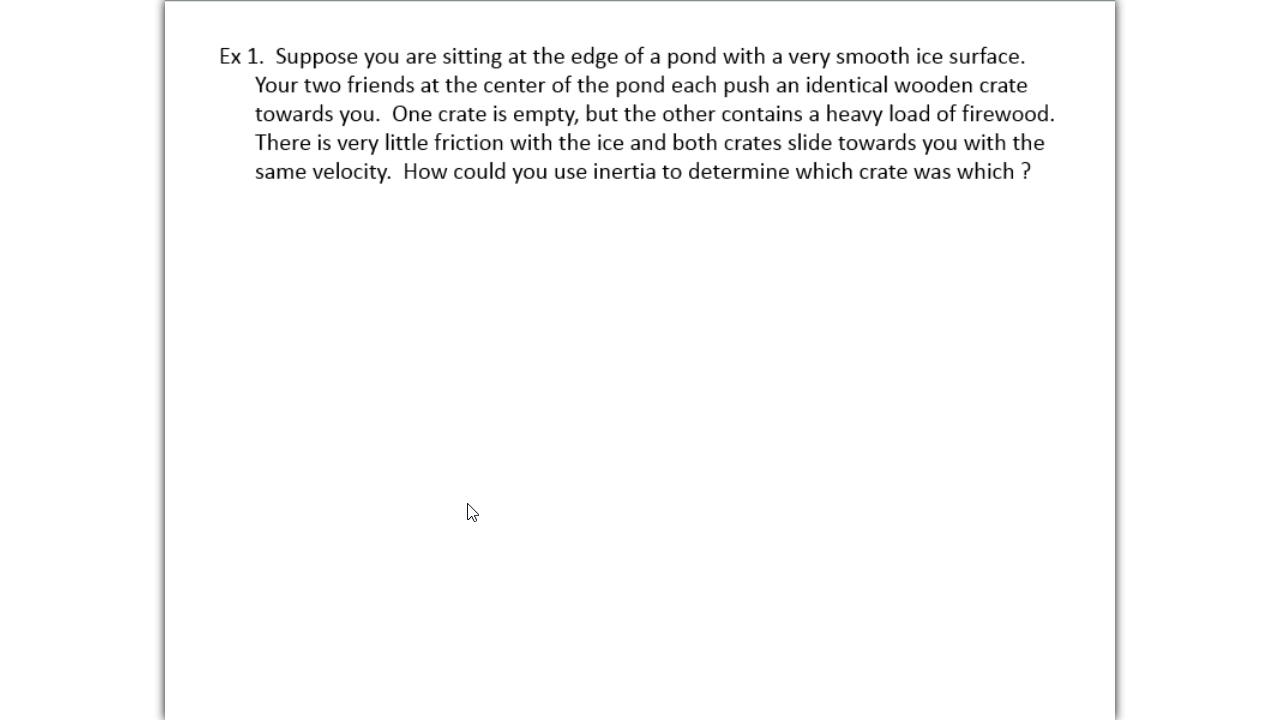 Ex 1.  Suppose you are sitting at the edge of a pond with a very smooth ice surface.
Your two friends at the center of the pond each push an identical wooden crate
towards you.  One crate is empty, but the other contains a heavy load of firewood.
There is very little friction with the ice and both crates slide towards you with the
same velocity.  How could you use inertia to determine which crate was which ?